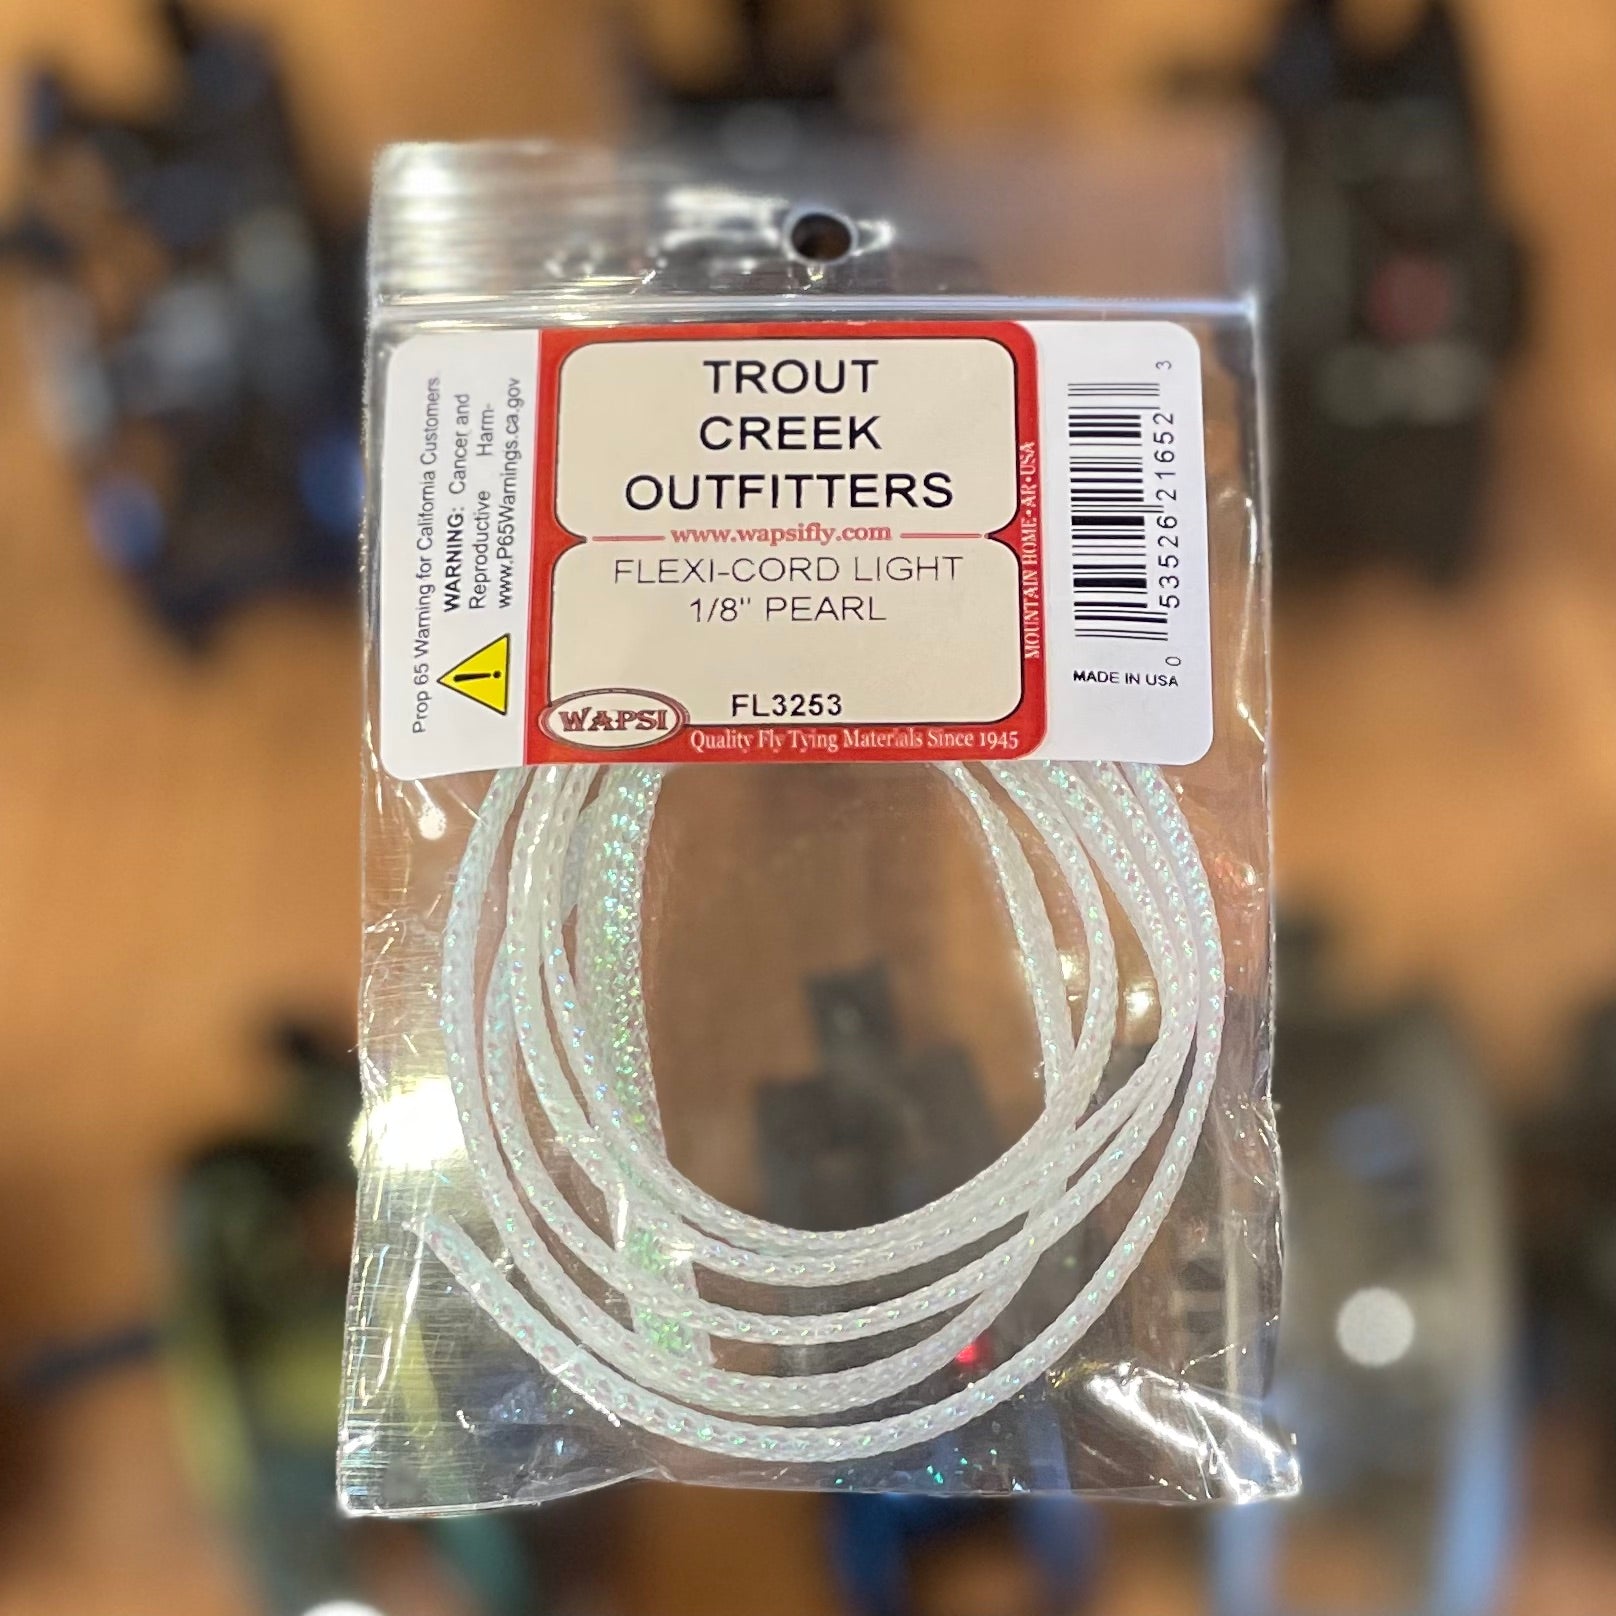 Prop 65 Warning for California Customers
WARNING: Cancer and
Reproductive Harm-
www.P65Warnings.ca.gov
TROUT
CREEK
OUTFITTERS
www.wapsifly.com
FLEXI-CORD LIGHT
1/8" PEARL
FL3253
WAPSI
Quality Fly Tying Materials Since 1945
MOUNTAIN HOME•AR•USA
0 53526 21652 3
MADE IN USA